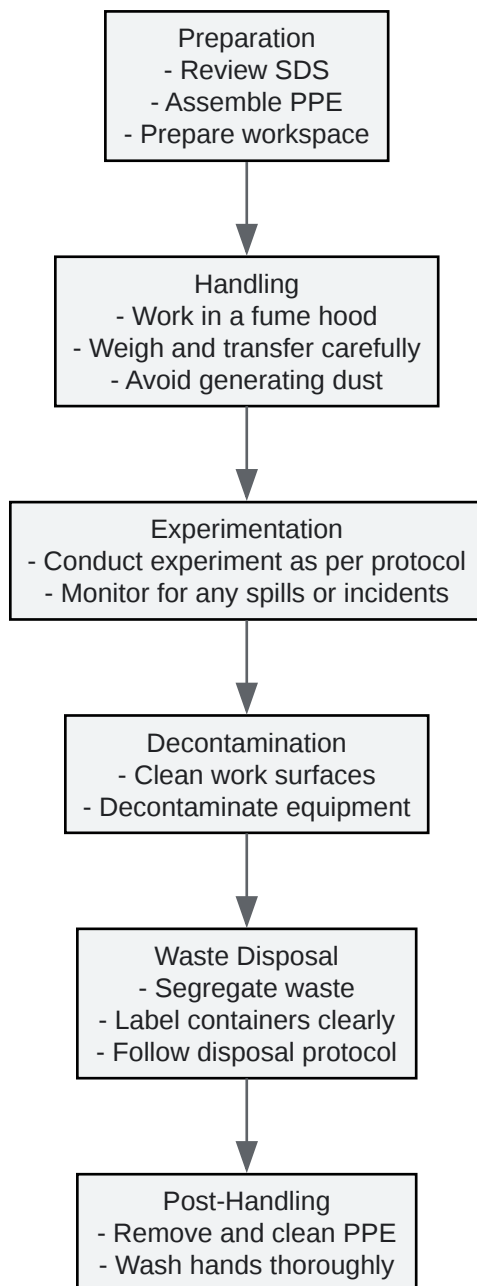 Preparation
- Review SDS
- Assemble PPE
- Prepare workspace
Handling
- Work in a fume hood
- Weigh and transfer carefully
- Avoid generating dust
Experimentation
- Conduct experiment as per protocol
- Monitor for any spills or incidents
Decontamination
- Clean work surfaces
- Decontaminate equipment
Waste Disposal
- Segregate waste
- Label containers clearly
- Follow disposal protocol
Post-Handling
- Remove and clean PPE
- Wash hands thoroughly